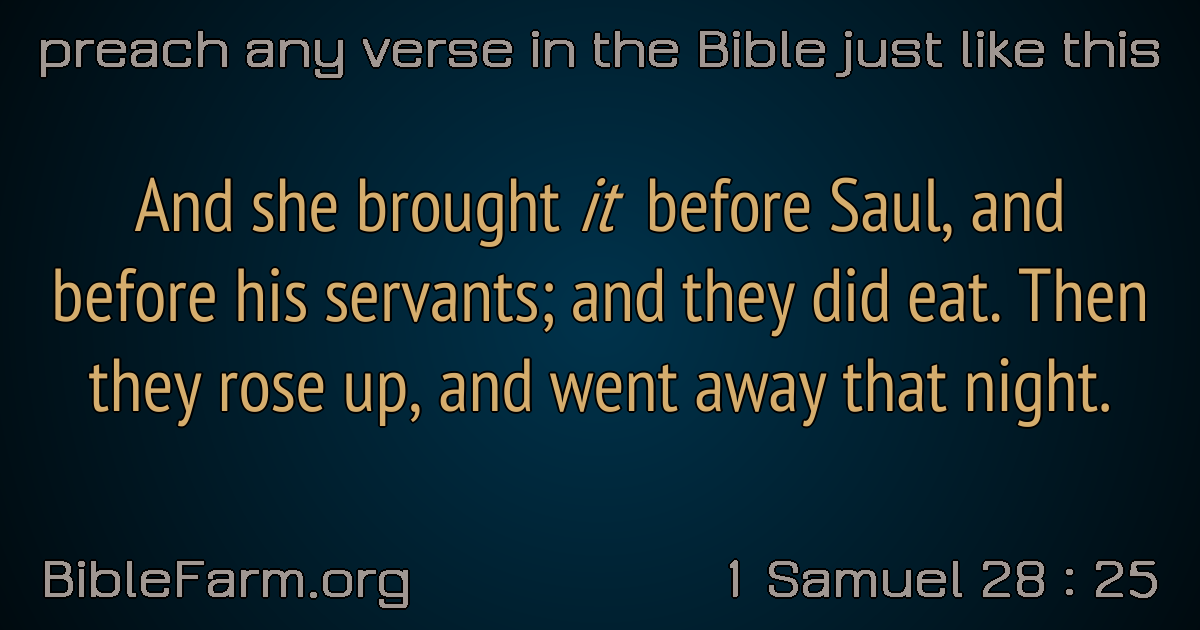 preach any verse in the Bible just like this
And she brought it before Saul, and
before his servants; and they did eat. Then
they rose up, and went away that night.
BibleFarm.org
1 Samuel 28 : 25